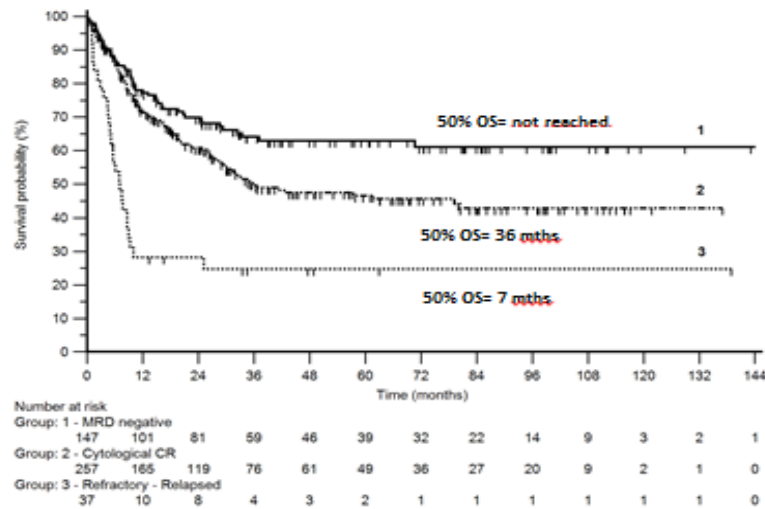 Survival probability (%)
100
90
80
70
60
50
40
30
20
10
0
50% OS= not reached
1
2
50% OS= 36 mths
3
50% OS= 7 mths
0 12 24 36 48 60 72 84 96 108 120 132 144
Time (months)
Number at risk
Group: 1 - MRD negative
147 101 81 59 46 39 32 22 14 9 3 2 1
Group: 2 - Cytological CR
257 165 119 76 61 49 36 27 20 9 2 1 0
Group: 3 - Refractory - Relapsed
37 10 8 4 3 2 1 1 1 1 1 1 0